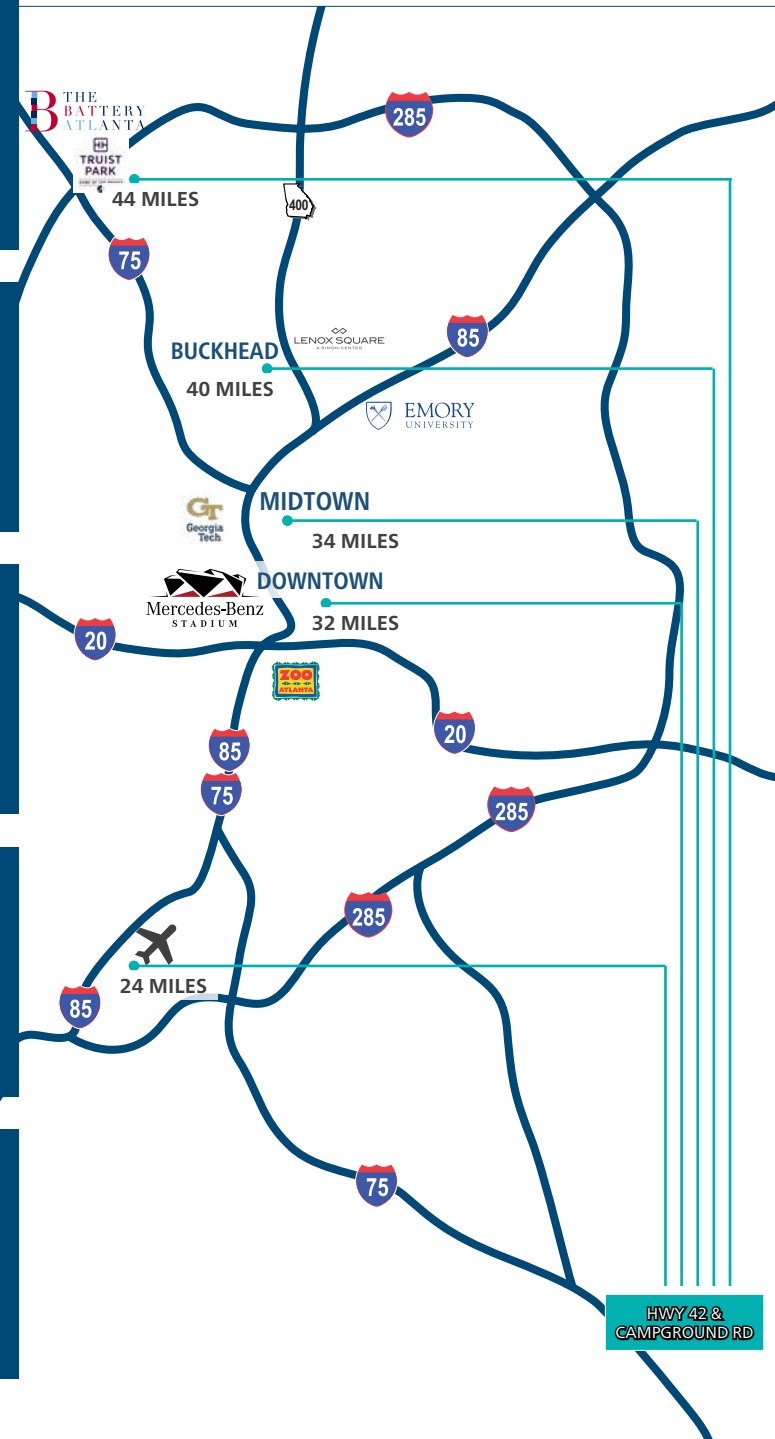 THE
BATTERY
ATLANTA
285
TRUIST
PARK
44 MILES
400
75
85
LENOX SQUARE
A SIMON CENTER
BUCKHEAD
40 MILES
EMORY
UNIVERSITY
MIDTOWN
GT
Georgia
Tech
34 MILES
DOWNTOWN
Mercedes-Benz
STADIUM
32 MILES
20
ZOO
ATLANTA
20
85
75
285
285
24 MILES
85
75
HWY 42 &
CAMPGROUND RD